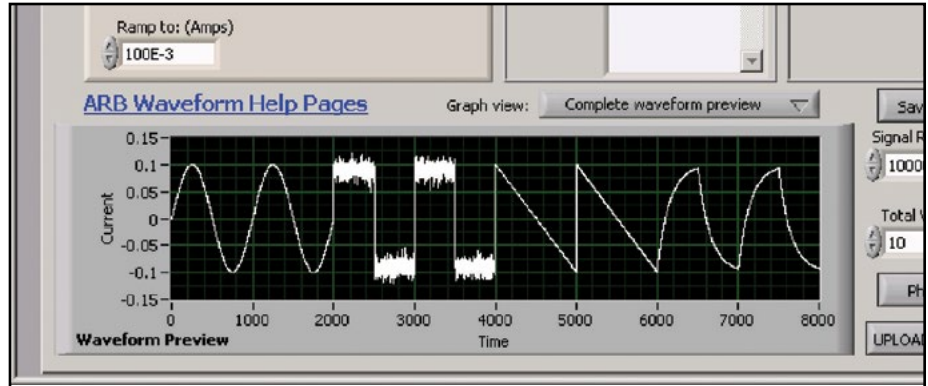 Ramp to: (Amps)
100E-3
ARB Waveform Help Pages
Graph view: Complete waveform preview
Sav
Signal R
1000
Total
10
Ph
UPLOA
Current
0.15
0.1
0.05
0
-0.05
-0.1
-0.15
0 1000 2000 3000 4000 5000 6000 7000 8000
Waveform Preview
Time